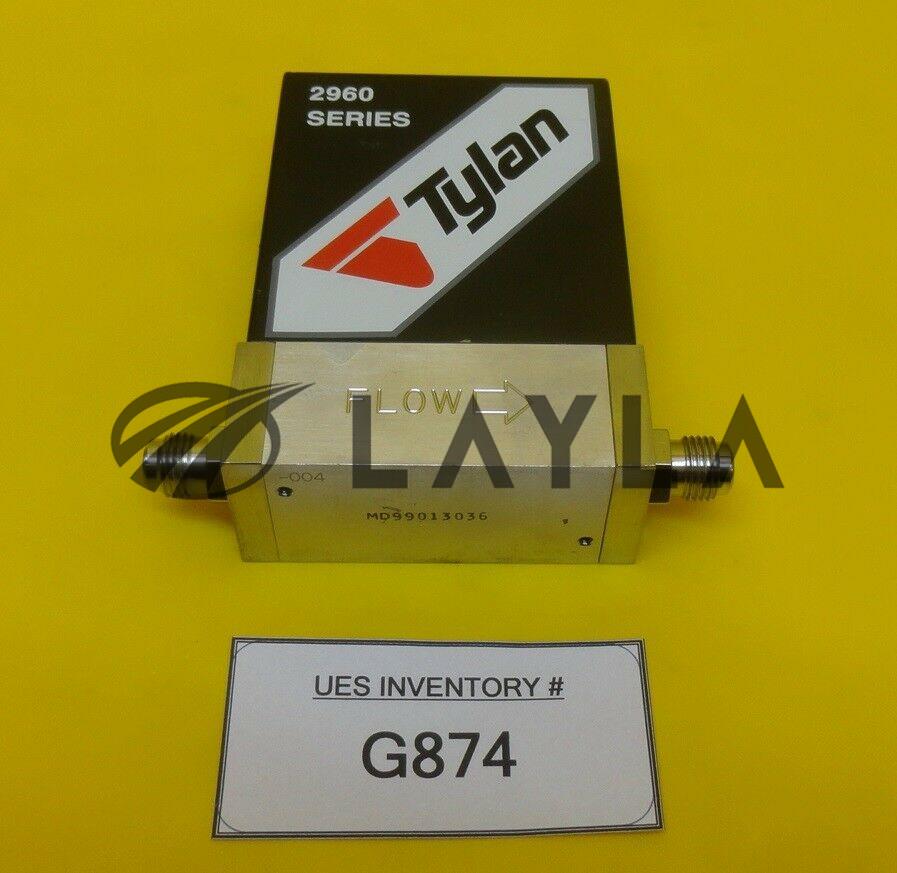 2960
SERIES
Tylan
FLOW
LAYLA
-004
MD99013036
UES INVENTORY #
G874